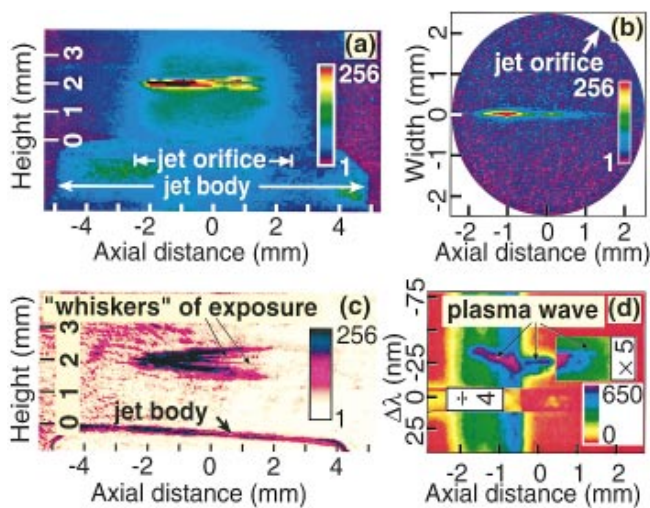 (a)
Height (mm)
3
2
1
0
256
1
jet orifice
jet body
-4
-2
0
2
4
Axial distance (mm)
(b)
jet orifice
Width (mm)
2
1
0
-1
-2
256
1
-2
-1
0
1
2
Axial distance (mm)
(c)
"whiskers" of exposure
Height (mm)
3
2
1
0
256
1
jet body
-4
-2
0
2
4
Axial distance (mm)
(d)
plasma wave
Δλ (nm)
-75
-50
-25
0
25
÷ 4
× 5
650
0
-2
-1
0
1
2
Axial distance (mm)